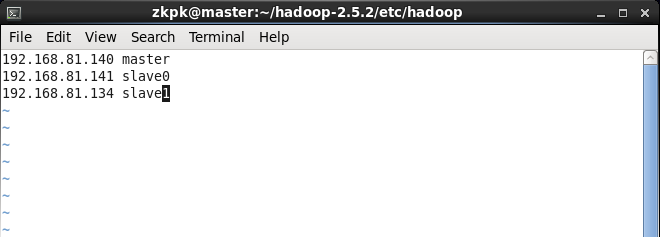 zkpk@master:~/hadoop-2.5.2/etc/hadoop
File Edit View Search Terminal Help
192.168.81.140 master
192.168.81.141 slave0
192.168.81.134 slave1
~
~
~
~
~
~
~
~